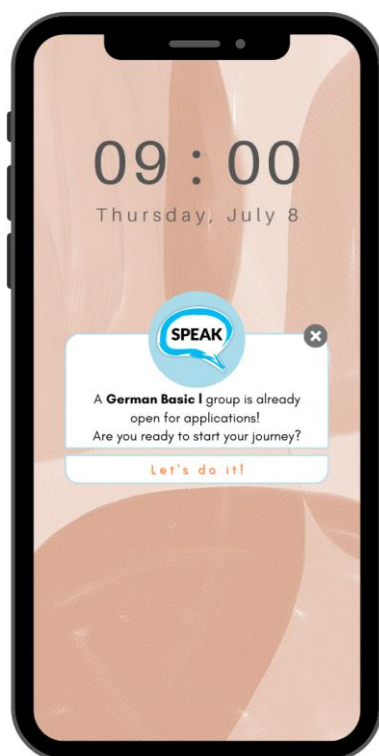 09 : 00
Thursday, July 8
SPEAK
A German Basic I group is already
open for applications!
Are you ready to start your journey?
Let's do it!